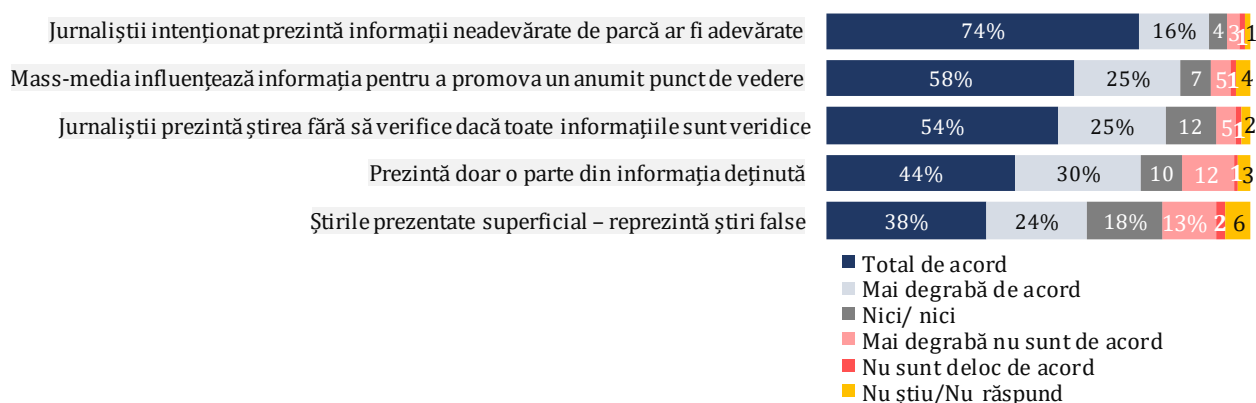 Jurnaliștii intenționat prezintă informații neadevărate de parcă ar fi adevărate 74% 16% 4 3 1 1
Mass-media influențează informația pentru a promova un anumit punct de vedere 58% 25% 7 5 1 4
Jurnaliștii prezintă știrea fără să verifice dacă toate informațiile sunt veridice 54% 25% 12 5 1 2
Prezintă doar o parte din informația deținută 44% 30% 10 12 1 3
Știrile prezentate superficial – reprezintă știri false 38% 24% 18% 13% 2 6
Total de acord
Mai degrabă de acord
Nici/ nici
Mai degrabă nu sunt de acord
Nu sunt deloc de acord
Nu știu/Nu răspund